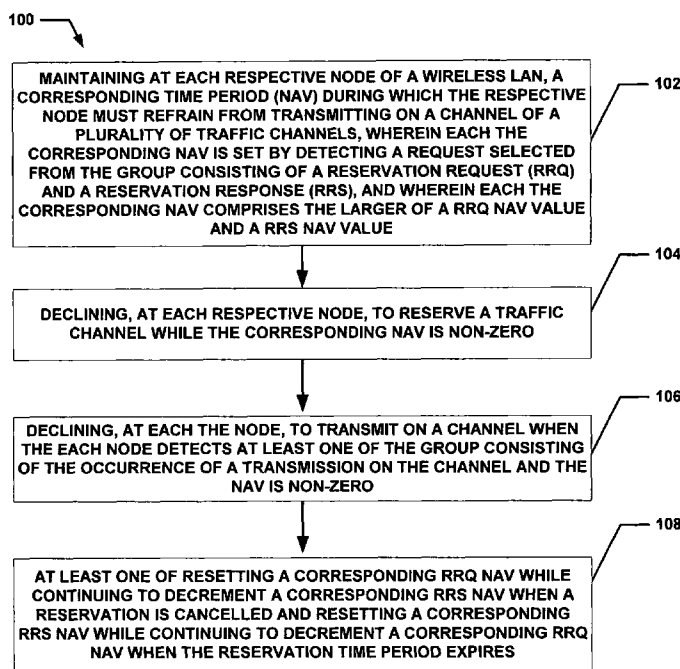 100
MAINTAINING AT EACH RESPECTIVE NODE OF A WIRELESS LAN, A
CORRESPONDING TIME PERIOD (NAV) DURING WHICH THE RESPECTIVE
NODE MUST REFRAIN FROM TRANSMITTING ON A CHANNEL OF A
PLURALITY OF TRAFFIC CHANNELS, WHEREIN EACH THE
CORRESPONDING NAV IS SET BY DETECTING A REQUEST SELECTED
FROM THE GROUP CONSISTING OF A RESERVATION REQUEST (RRQ)
AND A RESERVATION RESPONSE (RRS), AND WHEREIN EACH THE
CORRESPONDING NAV COMPRISES THE LARGER OF A RRQ NAV VALUE
AND A RRS NAV VALUE
102
DECLINING, AT EACH RESPECTIVE NODE, TO RESERVE A TRAFFIC
CHANNEL WHILE THE CORRESPONDING NAV IS NON-ZERO
104
DECLINING, AT EACH THE NODE, TO TRANSMIT ON A CHANNEL WHEN
THE EACH NODE DETECTS AT LEAST ONE OF THE GROUP CONSISTING
OF THE OCCURRENCE OF A TRANSMISSION ON THE CHANNEL AND THE
NAV IS NON-ZERO
106
AT LEAST ONE OF RESETTING A CORRESPONDING RRQ NAV WHILE
CONTINUING TO DECREMENT A CORRESPONDING RRS NAV WHEN A
RESERVATION IS CANCELLED AND RESETTING A CORRESPONDING
RRS NAV WHILE CONTINUING TO DECREMENT A CORRESPONDING RRQ
NAV WHEN THE RESERVATION TIME PERIOD EXPIRES
108